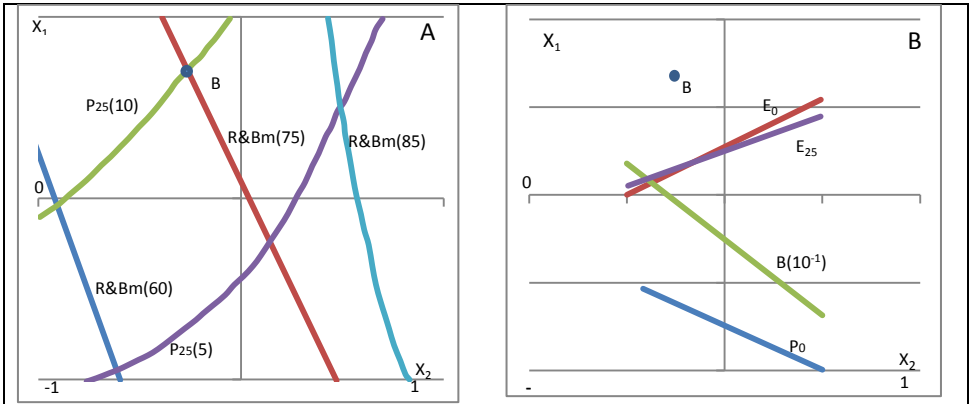 X₁
A
B
P25(10)
R&Bm(75)
R&Bm(85)
0
R&Bm(60)
P25(5)
X₂
-1
1
X₁
B
B
E₀
E₂₅
0
B(10⁻¹)
P₀
X₂
-
1